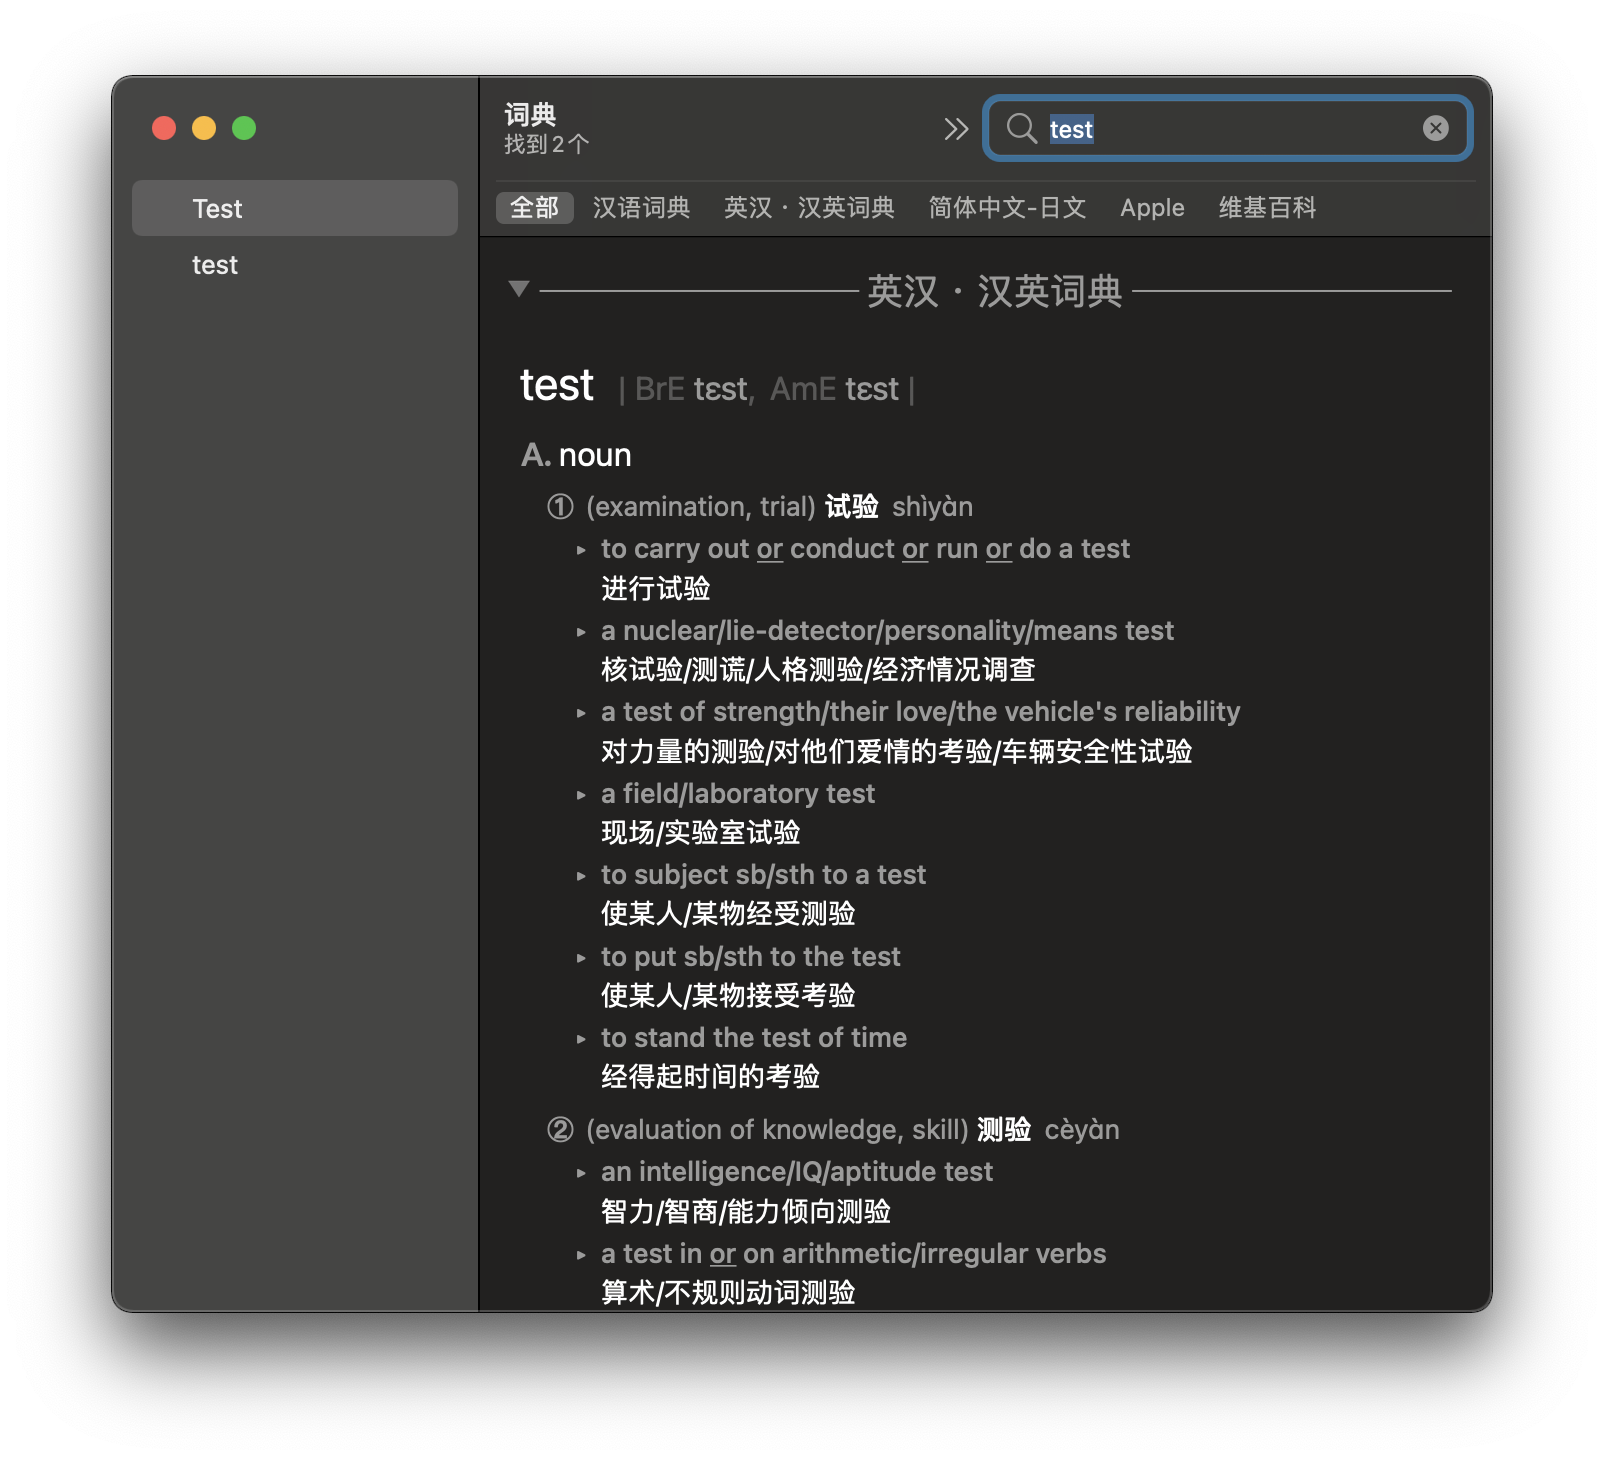 词典
找到 2 个
test
Test
test
全部 汉语词典 英汉·汉英词典 简体中文-日文 Apple 维基百科
英汉·汉英词典
test | BrE tɛst, AmE tɛst |
A. noun
① (examination, trial) 试验 shìyàn
▸ to carry out or conduct or run or do a test
进行试验
▸ a nuclear/lie-detector/personality/means test
核试验/测谎/人格测验/经济情况调查
▸ a test of strength/their love/the vehicle's reliability
对力量的测验/对他们爱情的考验/车辆安全性试验
▸ a field/laboratory test
现场/实验室试验
▸ to subject sb/sth to a test
使某人/某物经受测验
▸ to put sb/sth to the test
使某人/某物接受考验
▸ to stand the test of time
经得起时间的考验
② (evaluation of knowledge, skill) 测验 cèyàn
▸ an intelligence/IQ/aptitude test
智力/智商/能力倾向测验
▸ a test in or on arithmetic/irregular verbs
算术/不规则动词测验